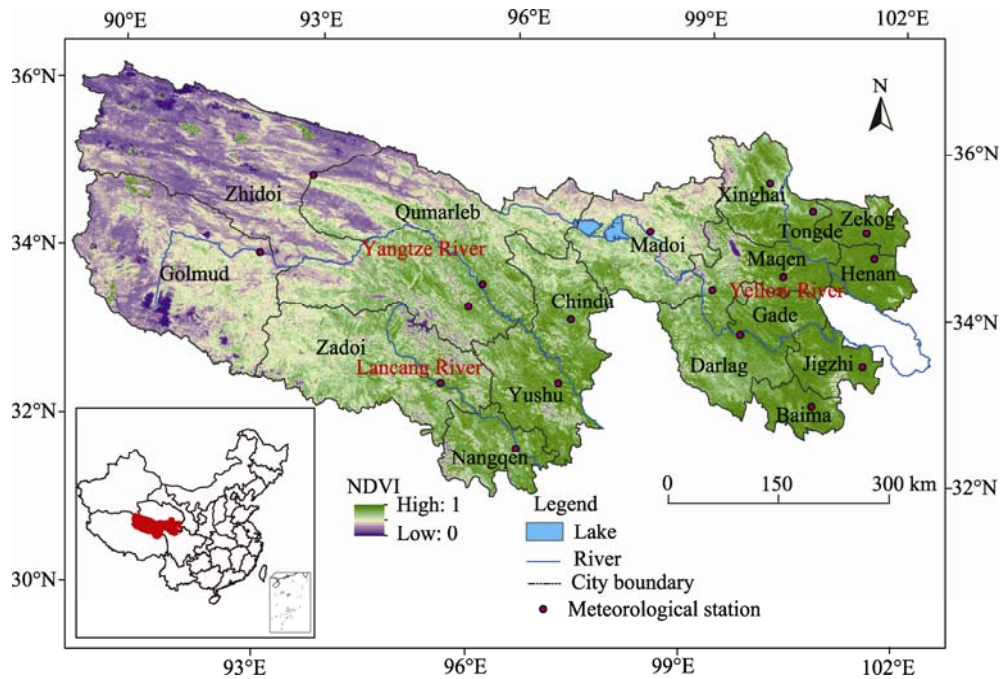 90°E 93°E 96°E 99°E 102°E
36°N
N
36°N
Xinghai
Zhidoi
Qumarleb
Zekog
Tongde
34°N
Madoi
Yangtze River
Maqen
Henan
Golmud
34°N
Yellow River
Chindu
Gade
Zadoi
Darlag
Jigzhi
Lancang River
32°N
Yushu
Baima
Nangqen
32°N
0 150 300 km
NDVI
High: 1
Low: 0
Legend
Lake
River
City boundary
Meteorological station
30°N
93°E 96°E 99°E 102°E